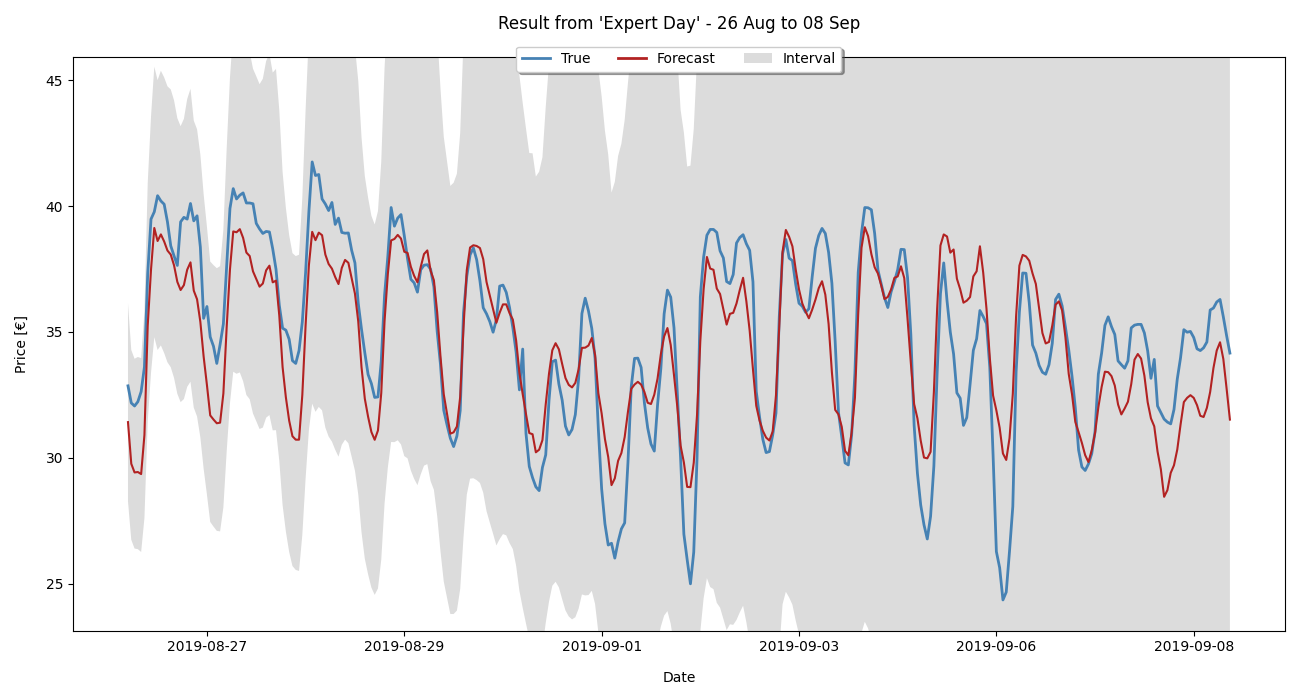 Result from 'Expert Day' - 26 Aug to 08 Sep
True Forecast Interval
45
40
35
30
25
Price [€]
2019-08-27 2019-08-29 2019-09-01 2019-09-03 2019-09-06 2019-09-08
Date